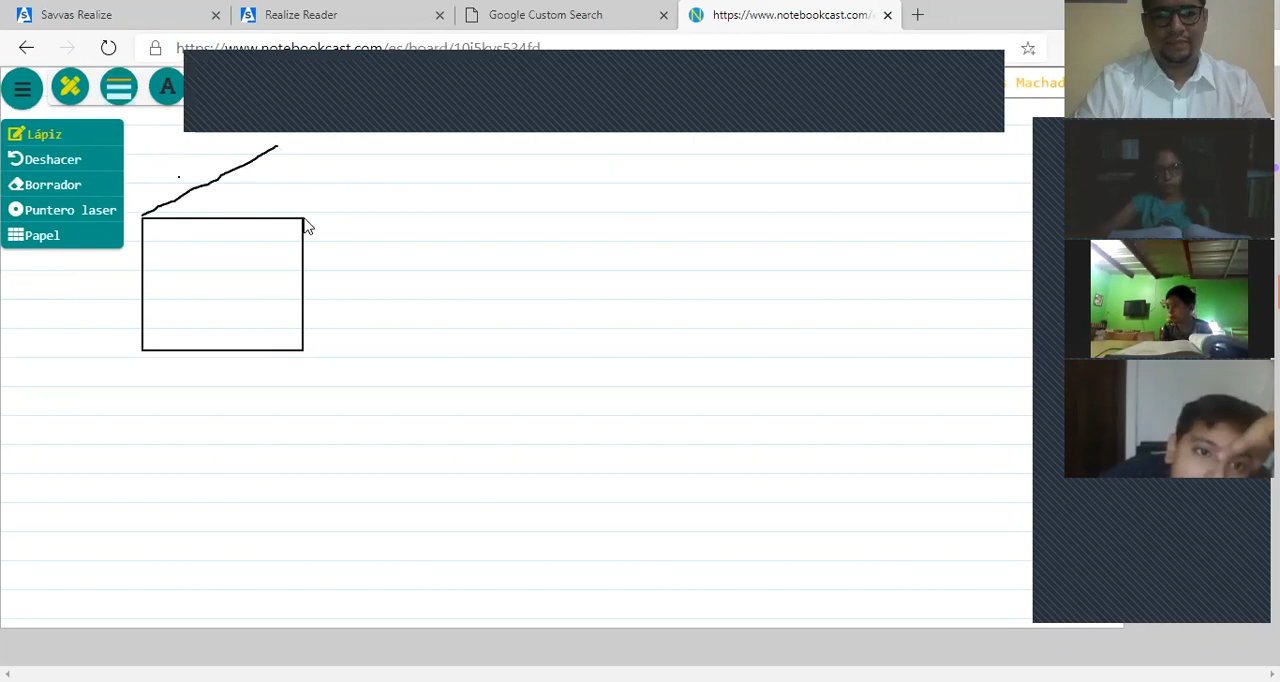 Savvas Realize
Realize Reader
Google Custom Search
https://www.notebookcast.com/
https://www.notebookcast.com/es/board/
Machad
A
Lápiz
Deshacer
Borrador
Puntero laser
Papel